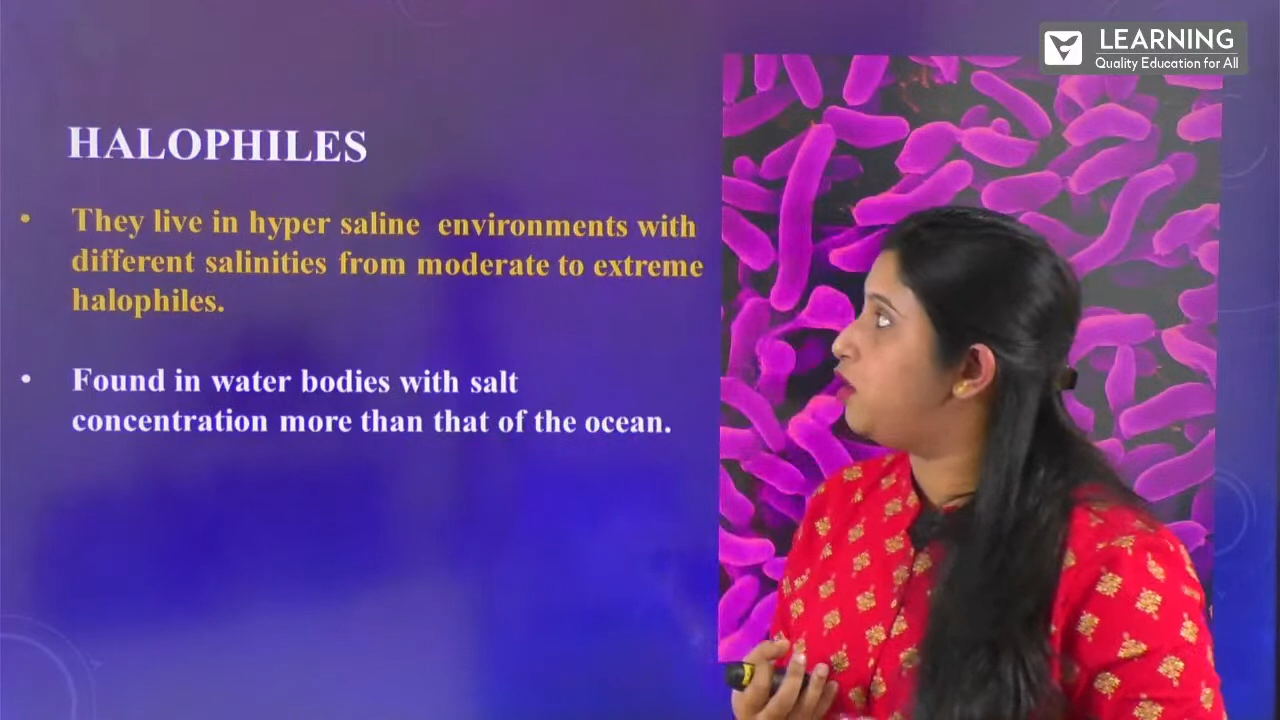 LEARNING
Quality Education for All
HALOPHILES
• They live in hyper saline environments with
different salinities from moderate to extreme
halophiles.
• Found in water bodies with salt
concentration more than that of the ocean.